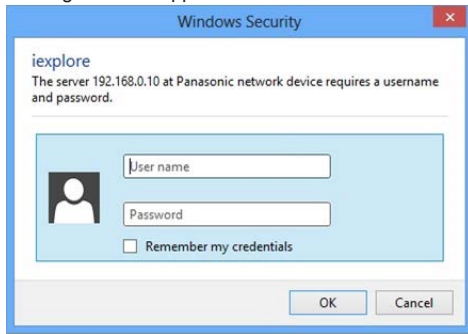 Windows Security
iexplore
The server 192.168.0.10 at Panasonic network device requires a username
and password.
User name
Password
Remember my credentials
OK
Cancel